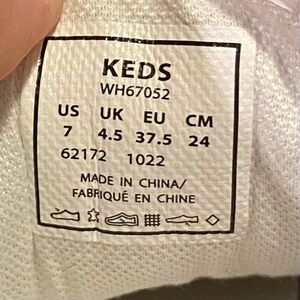 KEDS
WH67052
US UK EU CM
7 4.5 37.5 24
62172 1022
MADE IN CHINA/
FABRIQUÉ EN CHINE